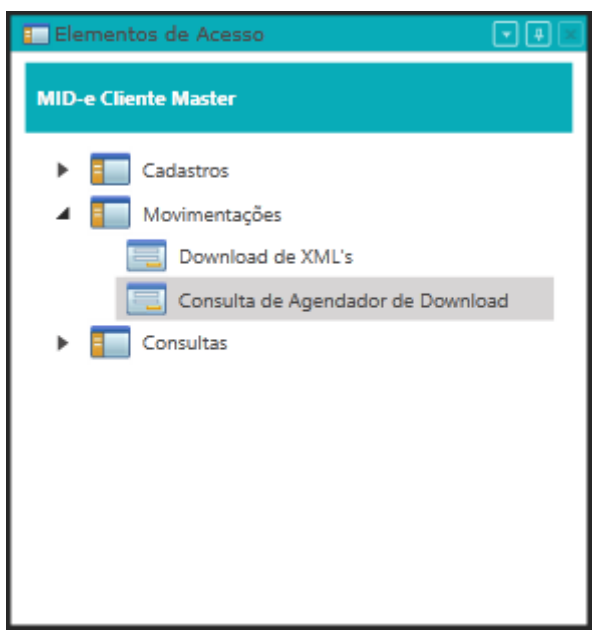 Elementos de Acesso
MID-e Cliente Master
Cadastros
Movimentações
Download de XML's
Consulta de Agendador de Download
Consultas